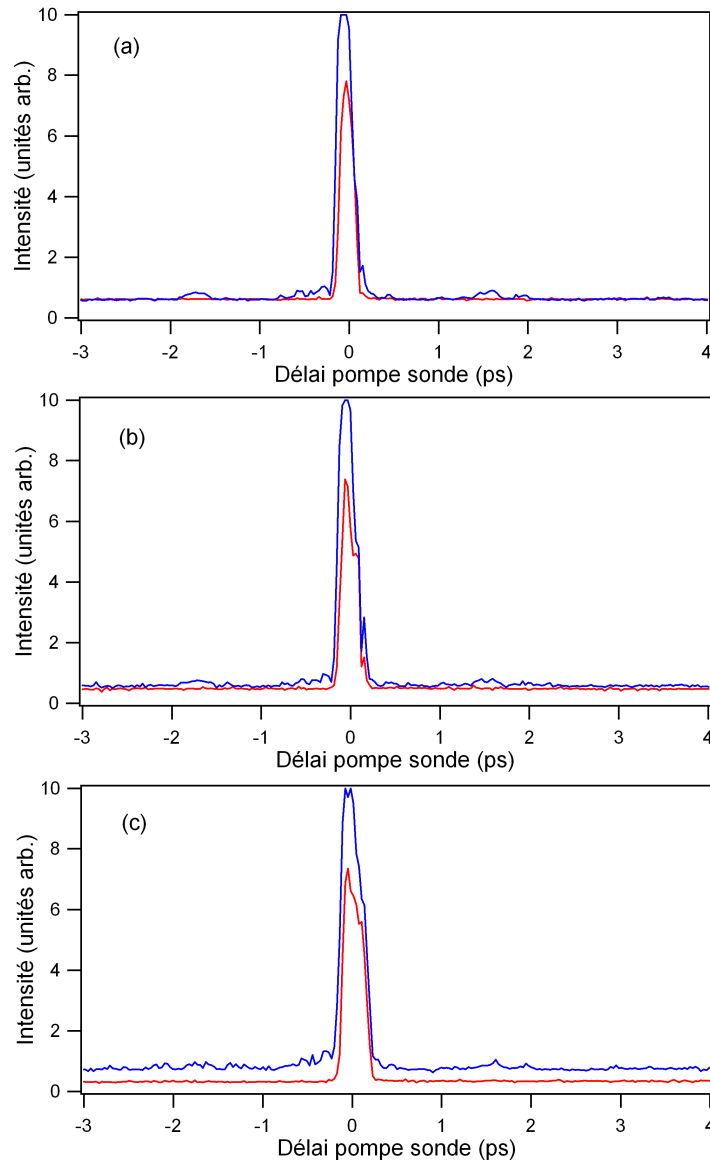 (a)
Intensité (unités arb.)
10
8
6
4
2
0
-3 -2 -1 0 1 2 3 4
Délai pompe sonde (ps)
(b)
Intensité (unités arb.)
10
8
6
4
2
0
-3 -2 -1 0 1 2 3 4
Délai pompe sonde (ps)
(c)
Intensité (unités arb.)
10
8
6
4
2
0
-3 -2 -1 0 1 2 3 4
Délai pompe sonde (ps)